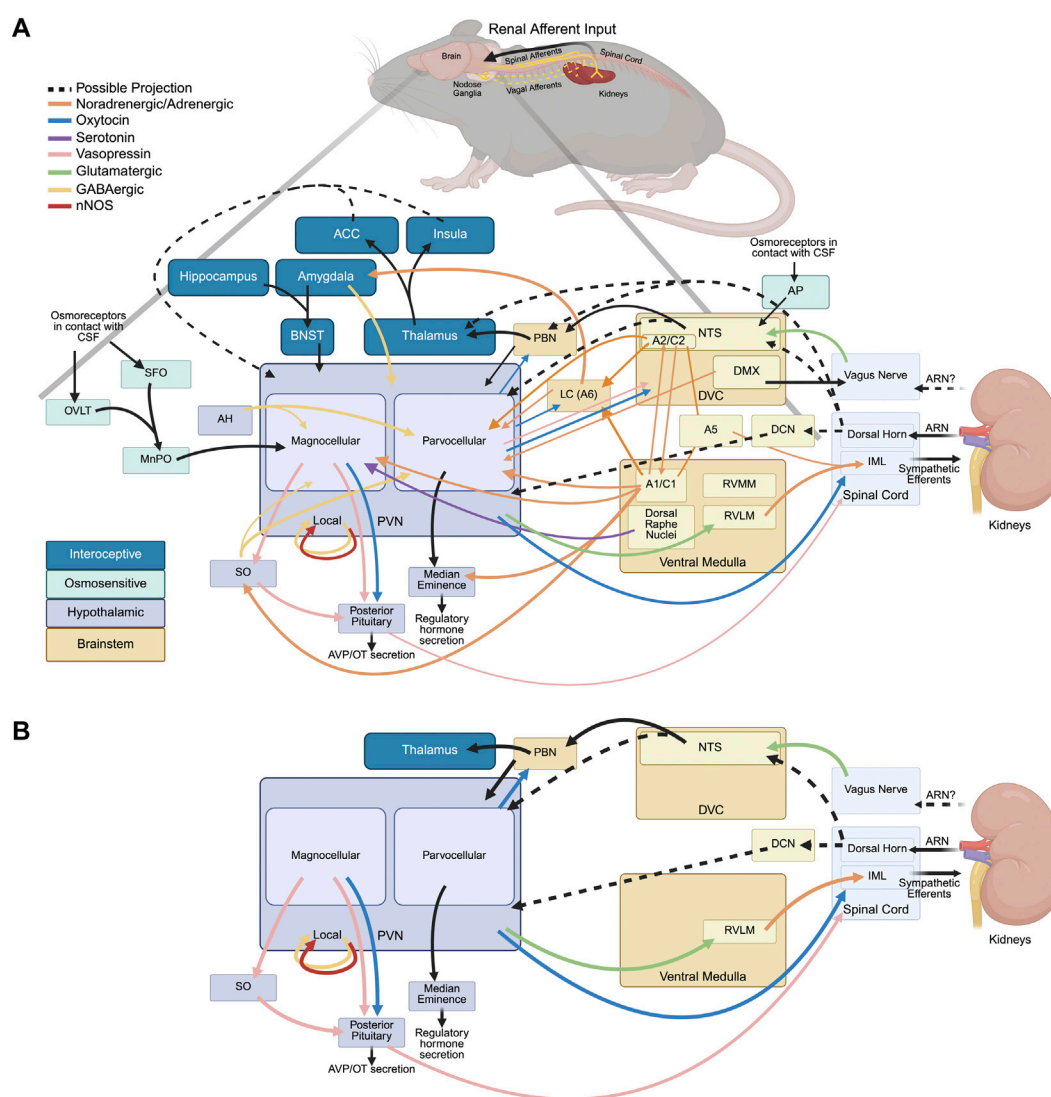 A
Renal Afferent Input
Brain
Spinal Afferents
Spinal Cord
Nodose
Ganglia
Vagal Afferents
Kidneys
Possible Projection
Noradrenergic/Adrenergic
Oxytocin
Serotonin
Vasopressin
Glutamatergic
GABAergic
nNOS
ACC
Insula
Hippocampus
Amygdala
BNST
Thalamus
PBN
Osmoreceptors in
contact with CSF
AP
Osmoreceptors
in contact with
CSF
SFO
OVLT
MnPO
AH
Magnocellular
Parvocellular
Local
PVN
LC (A6)
NTS
A2/C2
DMX
DVC
A5
DCN
Vagus Nerve
ARN?
Dorsal Horn
ARN
IML
Sympathetic
Efferents
Spinal Cord
Kidneys
A1/C1
RVMM
Dorsal
Raphe
Nuclei
RVLM
Ventral Medulla
SO
Median
Eminence
Posterior
Pituitary
Regulatory
hormone
secretion
AVP/OT secretion
Interoceptive
Osmosensitive
Hypothalamic
Brainstem
B
Thalamus
PBN
NTS
DVC
Vagus Nerve
ARN?
Magnocellular
Parvocellular
DCN
Dorsal Horn
ARN
IML
Sympathetic
Efferents
Spinal Cord
Kidneys
Local
PVN
RVLM
Ventral Medulla
SO
Median
Eminence
Posterior
Pituitary
Regulatory
hormone
secretion
AVP/OT secretion